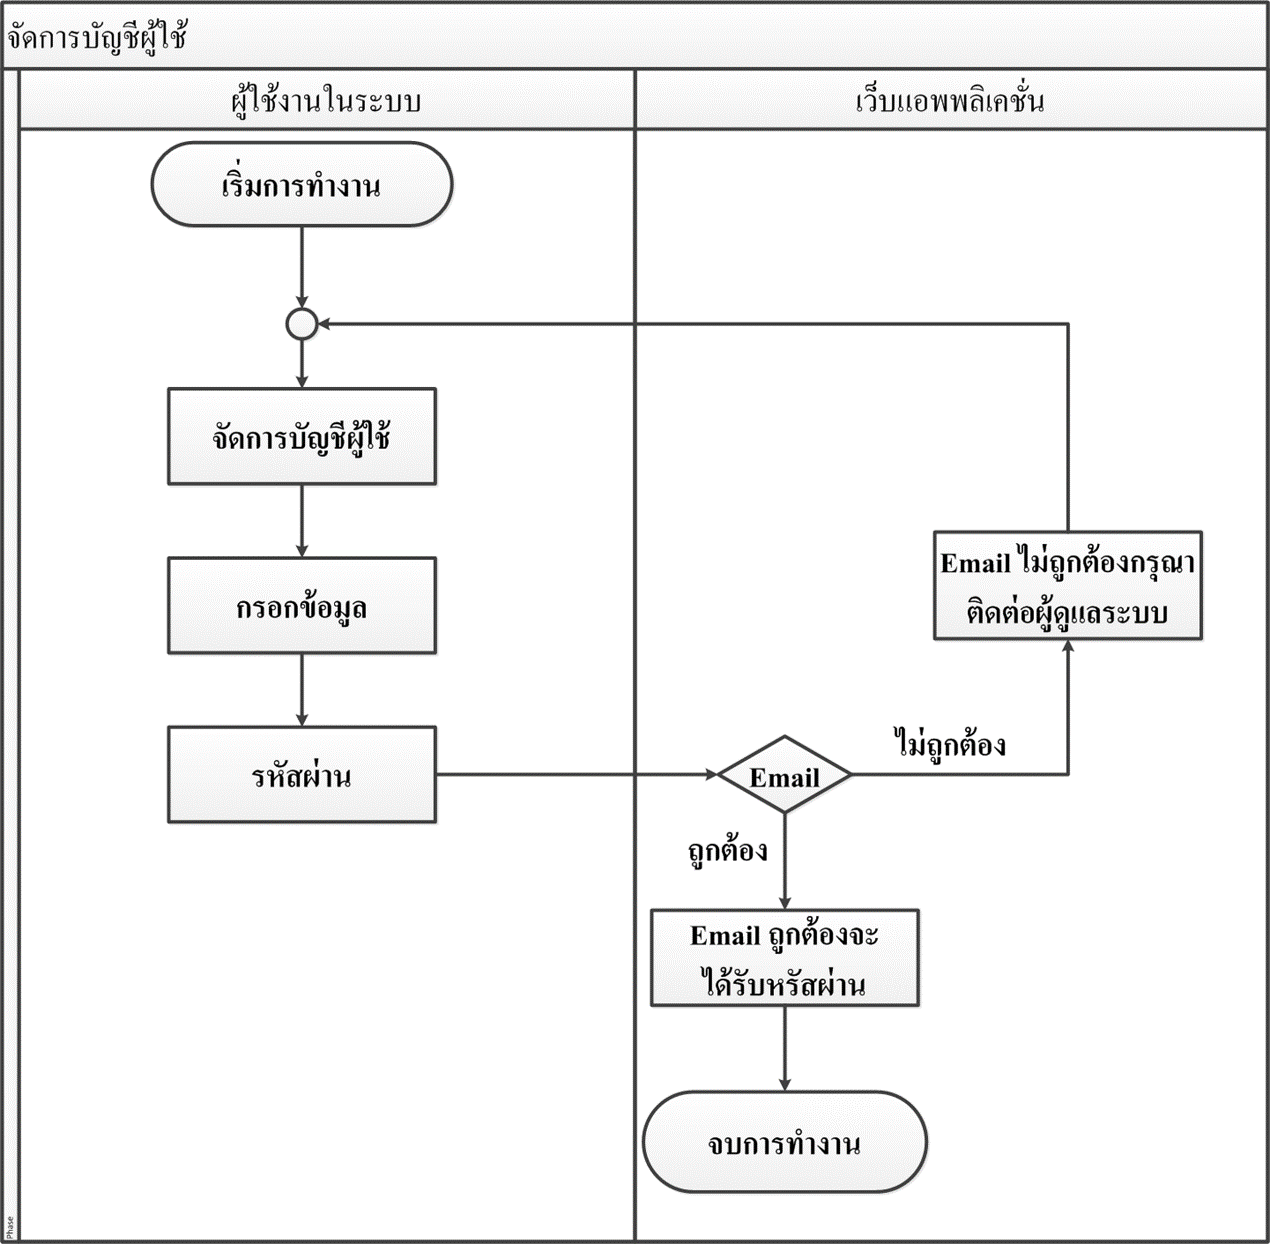 จัดการบัญชีผู้ใช้
ผู้ใช้งานในระบบ
เว็บแอพพลิเคชั่น
เริ่มการทำงาน
จัดการบัญชีผู้ใช้
กรอกข้อมูล
รหัสผ่าน
Email ไม่ถูกต้องกรุณา
ติดต่อผู้ดูแลระบบ
ไม่ถูกต้อง
Email
ถูกต้อง
Email ถูกต้องจะ
ได้รับหรัสผ่าน
จบการทำงาน
Phase